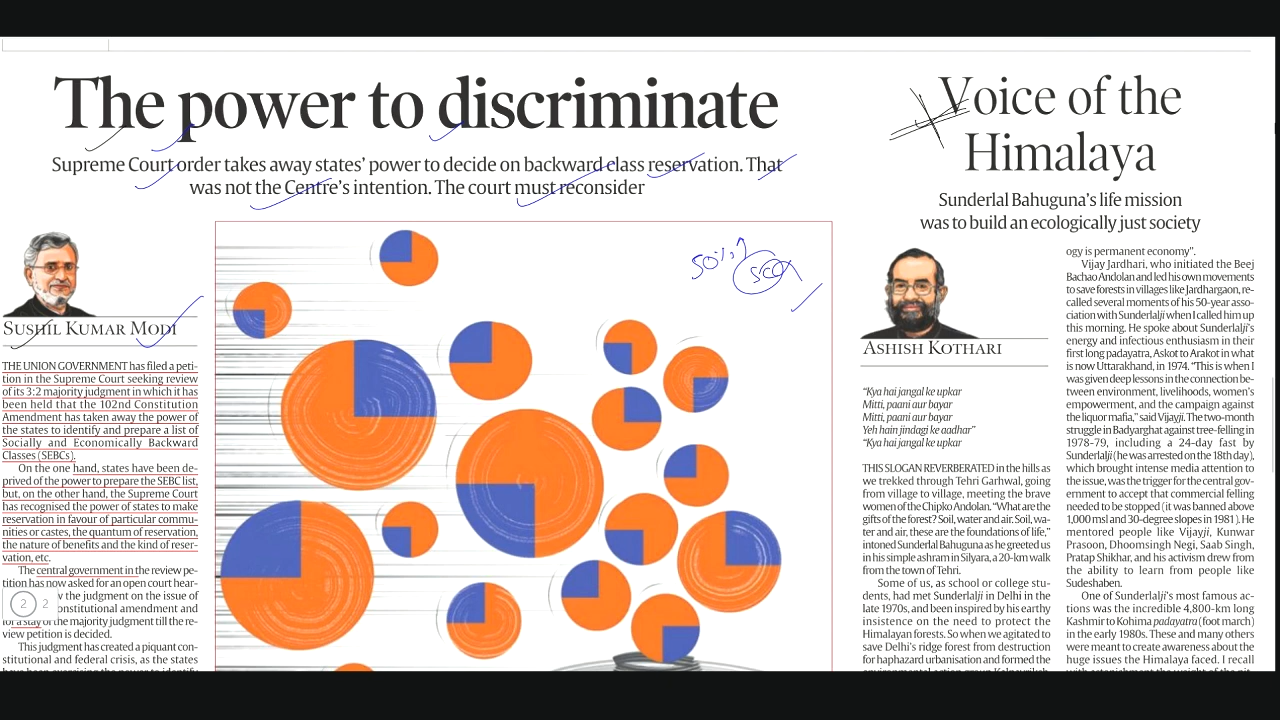 The power to discriminate
Supreme Court order takes away states' power to decide on backward class reservation. That
was not the Centre's intention. The court must reconsider
SUSHIL KUMAR MODI
THE UNION GOVERNMENT has filed a peti-
tion in the Supreme Court seeking review
of its 3:2 majority judgment in which it has
been held that the 102nd Constitution
Amendment has taken away the power of
the states to identify and prepare a list of
Socially and Economically Backward
Classes (SEBCs).
On the one hand, states have been de-
prived of the power to prepare the SEBC list,
but, on the other hand, the Supreme Court
has recognised the power of states to make
reservation in favour of particular commu-
nities or castes, the quantum of reservation,
the nature of benefits and the kind of reser-
vation, etc.
The central government in the review pe-
tition has now asked for an open court hear-
w the judgment on the issue of
onstitutional amendment and
for a stay of the majority judgment till the re-
view petition is decided.
This judgment has created a piquant con-
stitutional and federal crisis, as the states
2 2
50%
Voice of the
Himalaya
Sunderlal Bahuguna's life mission
was to build an ecologically just society
ASHISH KOTHARI
"Kya hai jangal ke upkar
Mitti, paani aur bayar
Mitti, paani aur bayar
Yeh hain jindagi ke aadhar"
"Kya hai jangal ke upkar
THIS SLOGAN REVERBERATED in the hills as
we trekked through Tehri Garhwal, going
from village to village, meeting the brave
women of the Chipko Andolan. "What are the
gifts of the forest? Soil, water and air. Soil, wa-
ter and air, these are the foundations of life,"
intoned Sunderlal Bahuguna as he greeted us
in his simple ashram in Silyara, a 20-km walk
from the town of Tehri.
Some of us, as school or college stu-
dents, had met Sunderlalji in Delhi in the
late 1970s, and been inspired by his earthy
insistence on the need to protect the
Himalayan forests. So when we agitated to
save Delhi's ridge forest from destruction
for haphazard urbanisation and formed the
ogy is permanent economy".
Vijay Jardhari, who initiated the Beej
Bachao Andolan and led his own movements
to save forests in villages like Jardhargaon, re-
called several moments of his 50-year asso-
ciation with Sunderlalji when I called him up
this morning. He spoke about Sunderlalji's
energy and infectious enthusiasm in their
first long padayatra, Askot to Arakot in what
is now Uttarakhand, in 1974. "This is when I
was given deep lessons in the connection be-
tween environment, livelihoods, women's
empowerment, and the campaign against
the liquor mafia," said Vijayji. The two-month
struggle in Badyarghat against tree-felling in
1978-79, including a 24-day fast by
Sunderlalji (he was arrested on the 18th day),
which brought intense media attention to
the issue, was the trigger for the central gov-
ernment to accept that commercial felling
needed to be stopped (it was banned above
1,000 msl and 30-degree slopes in 1981). He
mentored people like Vijayji, Kunwar
Prasoon, Dhoomsingh Negi, Saab Singh,
Pratap Shikhar, and his activism drew from
the ability to learn from people like
Sudeshaben.
One of Sunderlalji's most famous ac-
tions was the incredible 4,800-km long
Kashmir to Kohima padayatra (foot march)
in the early 1980s. These and many others
were meant to create awareness about the
huge issues the Himalaya faced. I recall